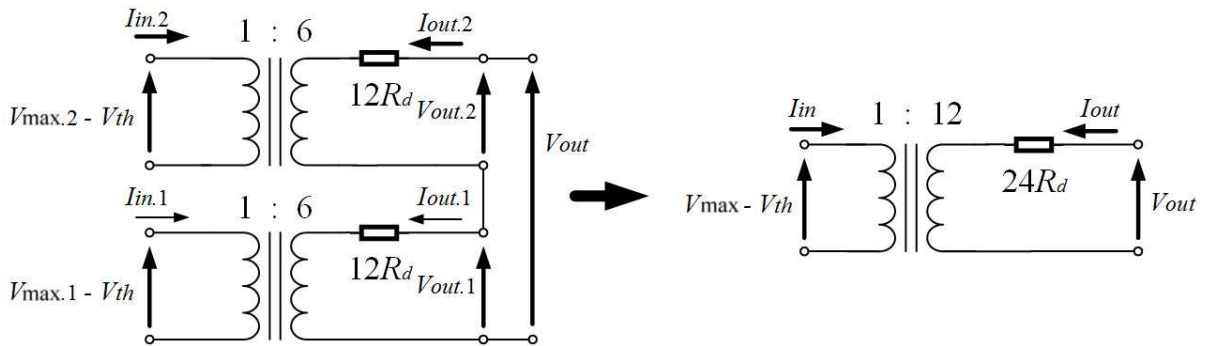 Iin.2
1 : 6
Iout.2
12Rd
Vmax.2 - Vth
Vout.2
Vout
Iin.1
1 : 6
Iout.1
12Rd
Vmax.1 - Vth
Vout.1
Iin
1 : 12
Iout
24Rd
Vmax - Vth
Vout